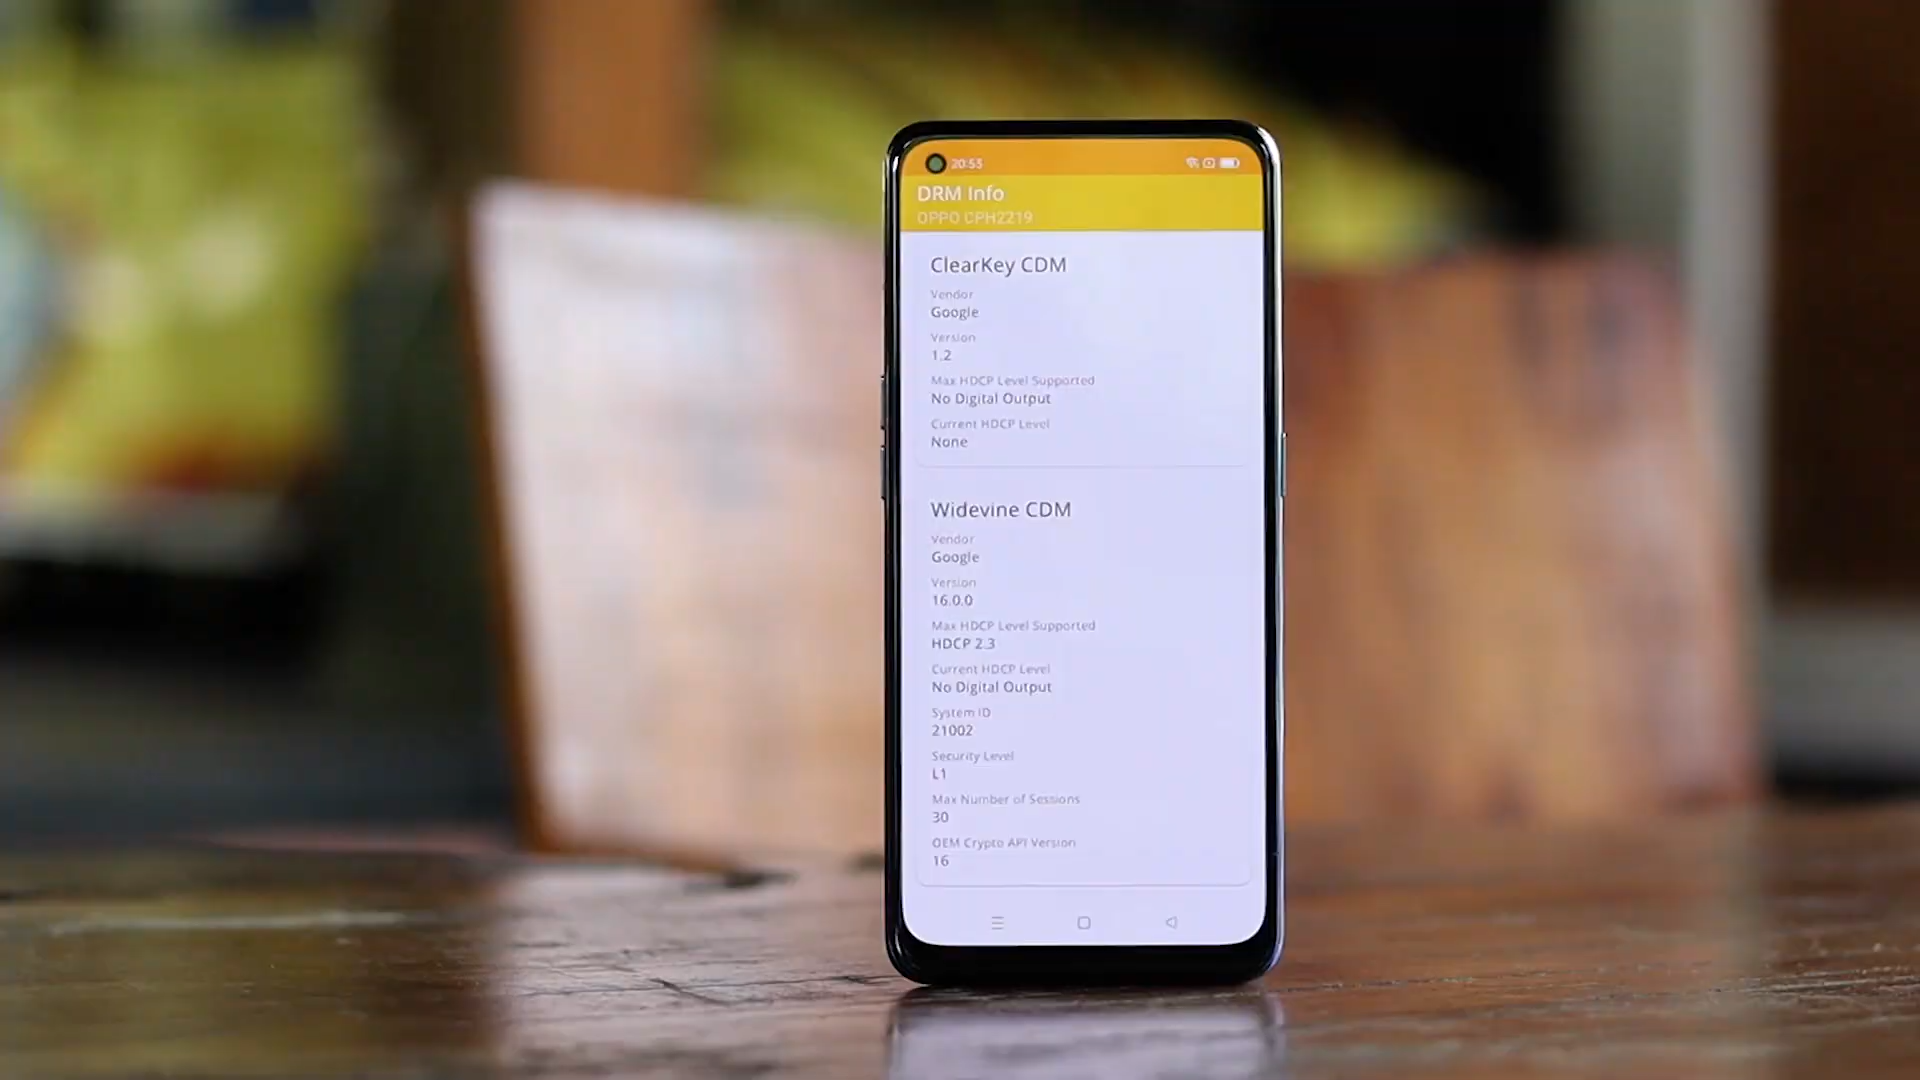 20:53
DRM Info
OPPO CPH2219
ClearKey CDM
Vendor
Google
Version
1.2
Max HDCP Level Supported
No Digital Output
Current HDCP Level
None
Widevine CDM
Vendor
Google
Version
16.0.0
Max HDCP Level Supported
HDCP 2.3
Current HDCP Level
No Digital Output
System ID
21002
Security Level
L1
Max Number of Sessions
30
OEM Crypto API Version
16